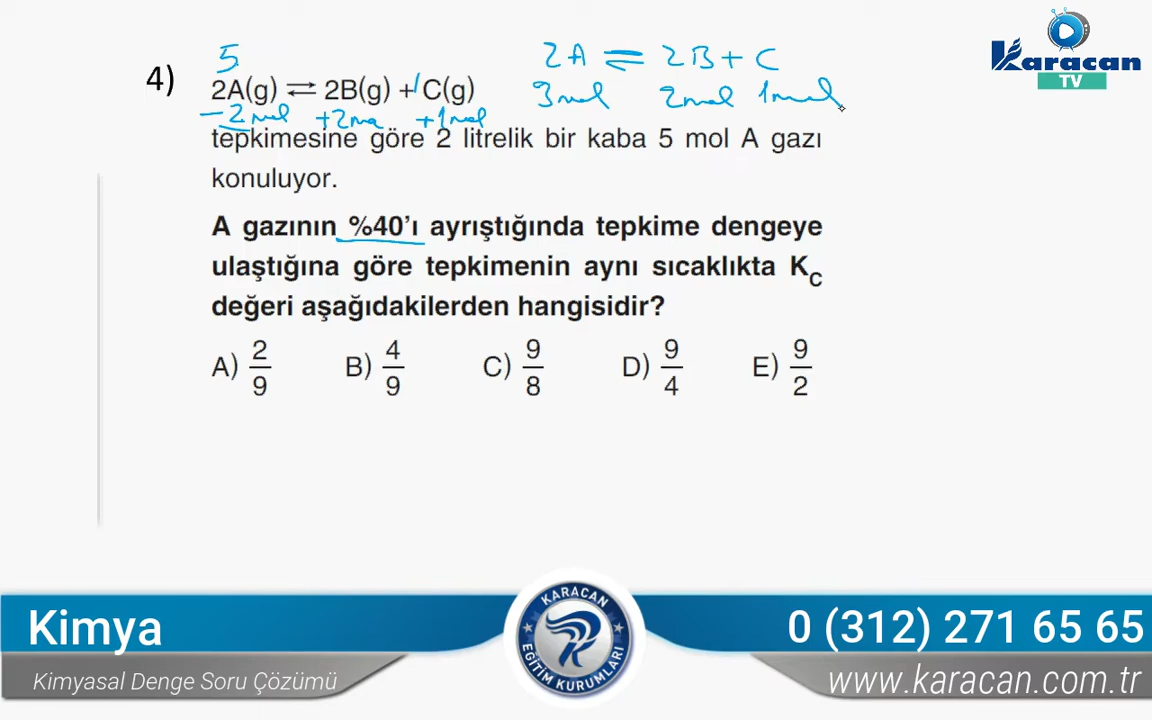 5
2A ⇌ 2B + C
Karacan
TV
4) 2A(g) ⇌ 2B(g) + C(g)
3mol 2mol 1mol
-2mol +2mo +1mol
tepkimesine göre 2 litrelik bir kaba 5 mol A gazı
konuluyor.
A gazının %40'ı ayrıştığında tepkime dengeye
ulaştığına göre tepkimenin aynı sıcaklıkta KC
değeri aşağıdakilerden hangisidir?
A) 2/9 B) 4/9 C) 9/8 D) 9/4 E) 9/2
KARACAN
EĞİTİM KURUMLARI
Kimya
0 (312) 271 65 65
Kimyasal Denge Soru Çözümü
www.karacan.com.tr